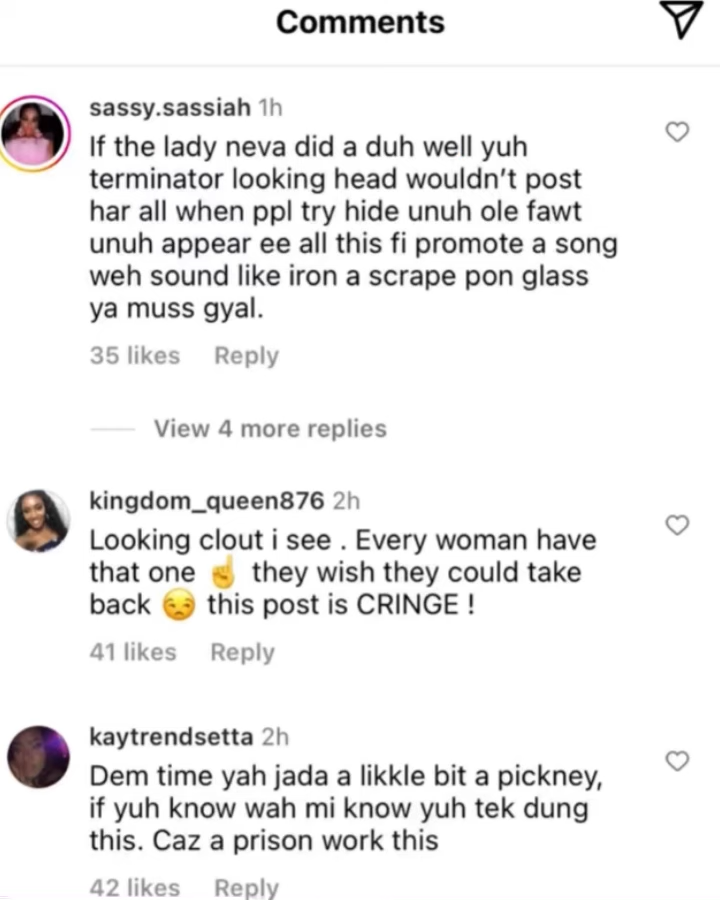 Comments
sassy.sassiah 1h
If the lady neva did a duh well yuh
terminator looking head wouldn't post
har all when ppl try hide unuh ole fawt
unuh appear ee all this fi promote a song
weh sound like iron a scrape pon glass
ya muss gyal.
35 likes Reply
View 4 more replies
kingdom_queen876 2h
Looking clout i see . Every woman have
that one ☝️ they wish they could take
back 😒 this post is CRINGE !
41 likes Reply
kaytrendsetta 2h
Dem time yah jada a likkle bit a pickney,
if yuh know wah mi know yuh tek dung
this. Caz a prison work this
42 likes Reply